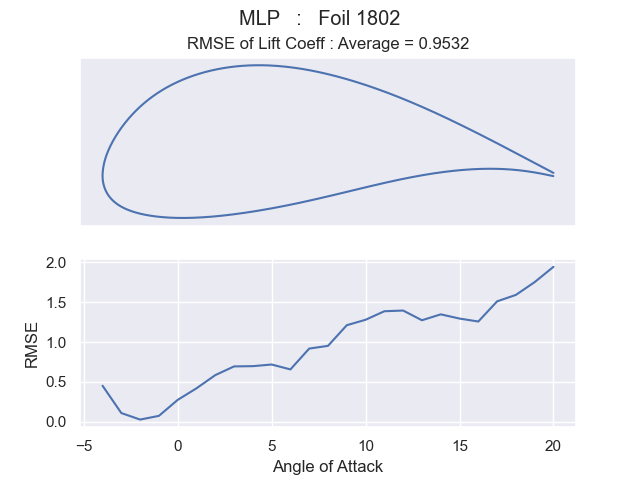 MLP : Foil 1802
RMSE of Lift Coeff : Average = 0.9532
2.0
1.5
1.0
0.5
0.0
RMSE
−5 0 5 10 15 20
Angle of Attack